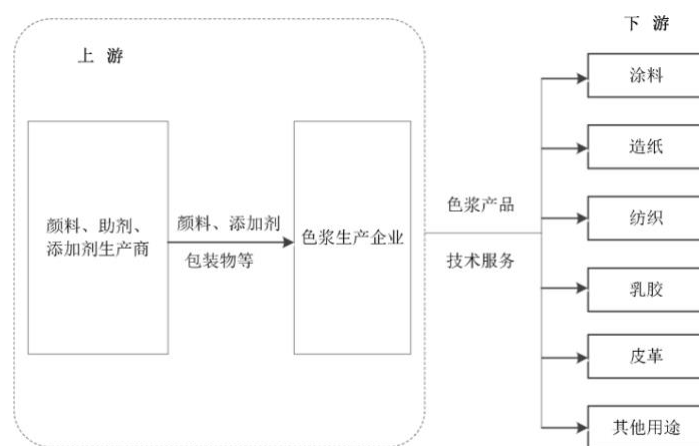 上 游
颜料、助剂、
添加剂生产商
颜料、添加剂
包装物等
色浆生产企业
色浆产品
技术服务
下 游
涂料
造纸
纺织
乳胶
皮革
其他用途